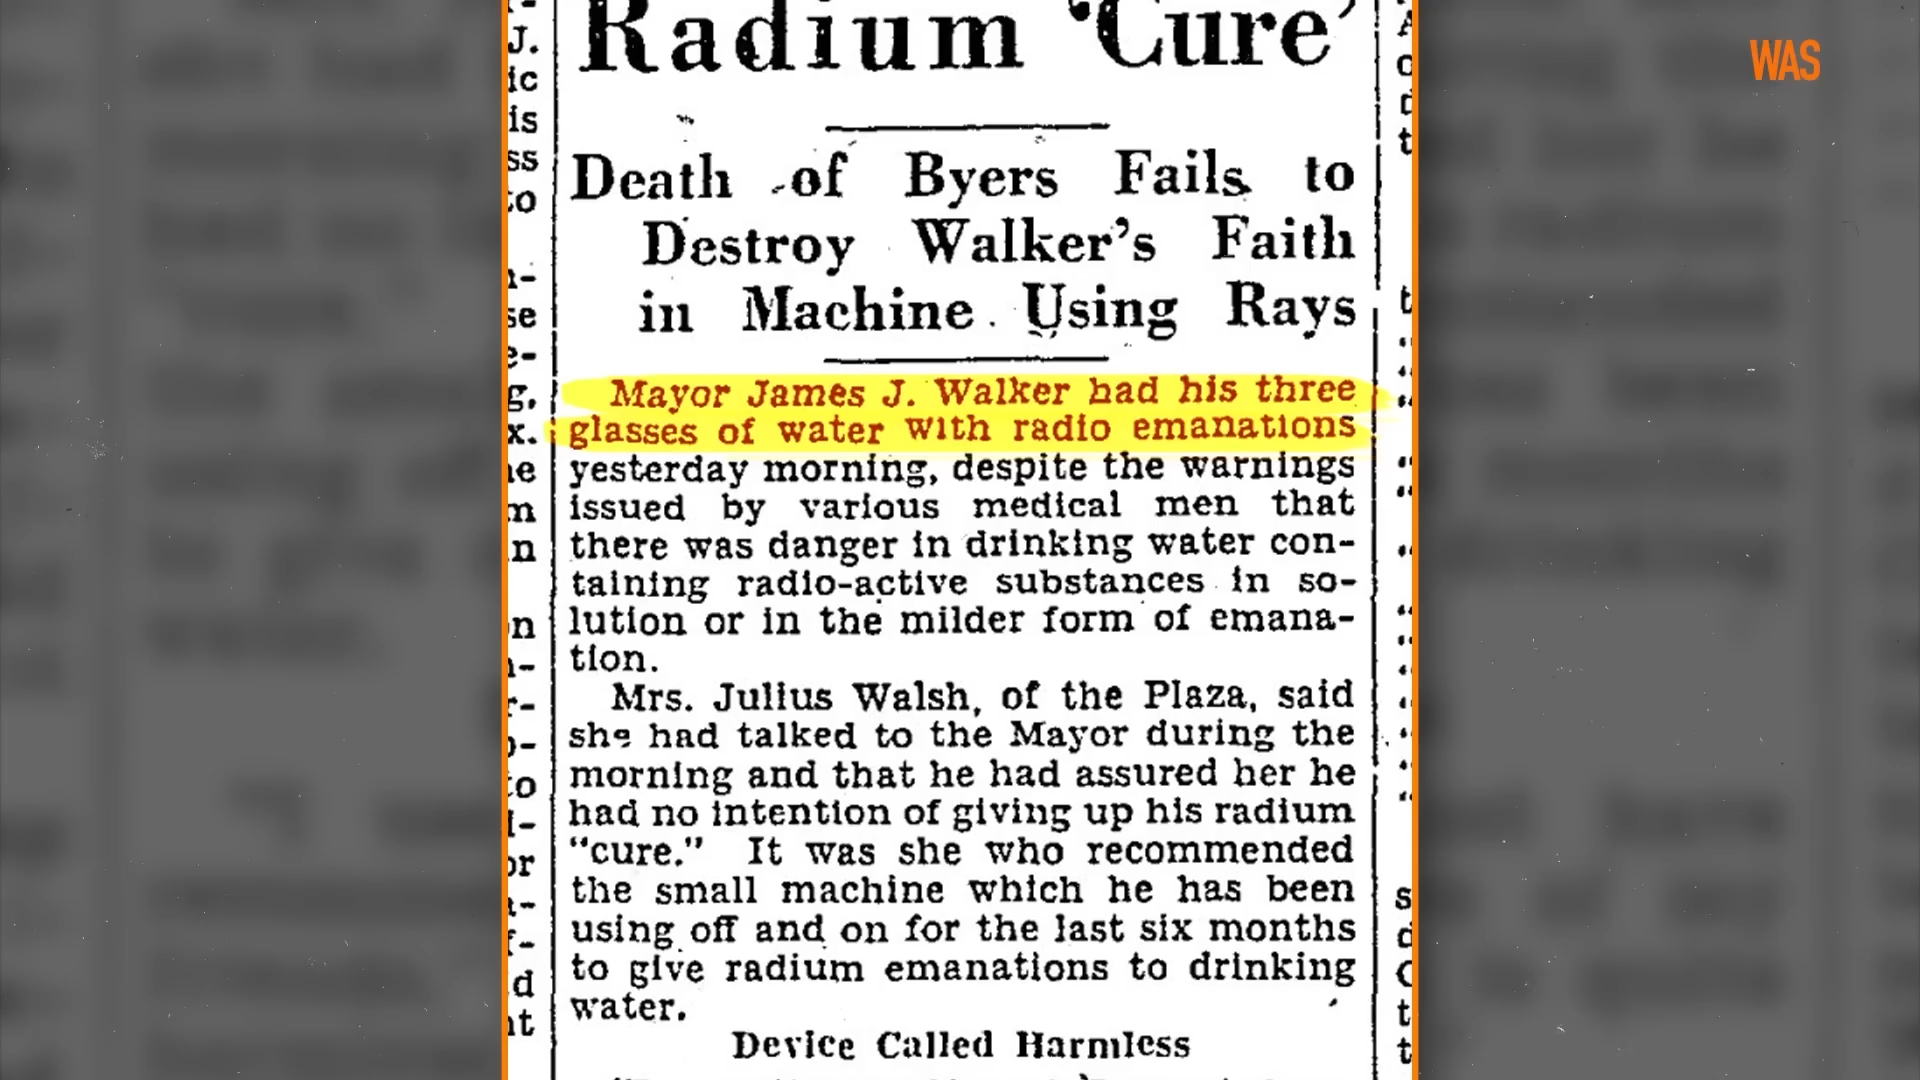 WAS
Radium 'Cure'
Death of Byers Fails to
Destroy Walker's Faith
in Machine Using Rays
Mayor James J. Walker had his three
glasses of water with radio emanations
yesterday morning, despite the warnings
issued by various medical men that
there was danger in drinking water con-
taining radio-active substances in so-
lution or in the milder form of emana-
tion.
Mrs. Julius Walsh, of the Plaza, said
she had talked to the Mayor during the
morning and that he had assured her he
had no intention of giving up his radium
"cure." It was she who recommended
the small machine which he has been
using off and on for the last six months
to give radium emanations to drinking
water.
Device Called Harmless